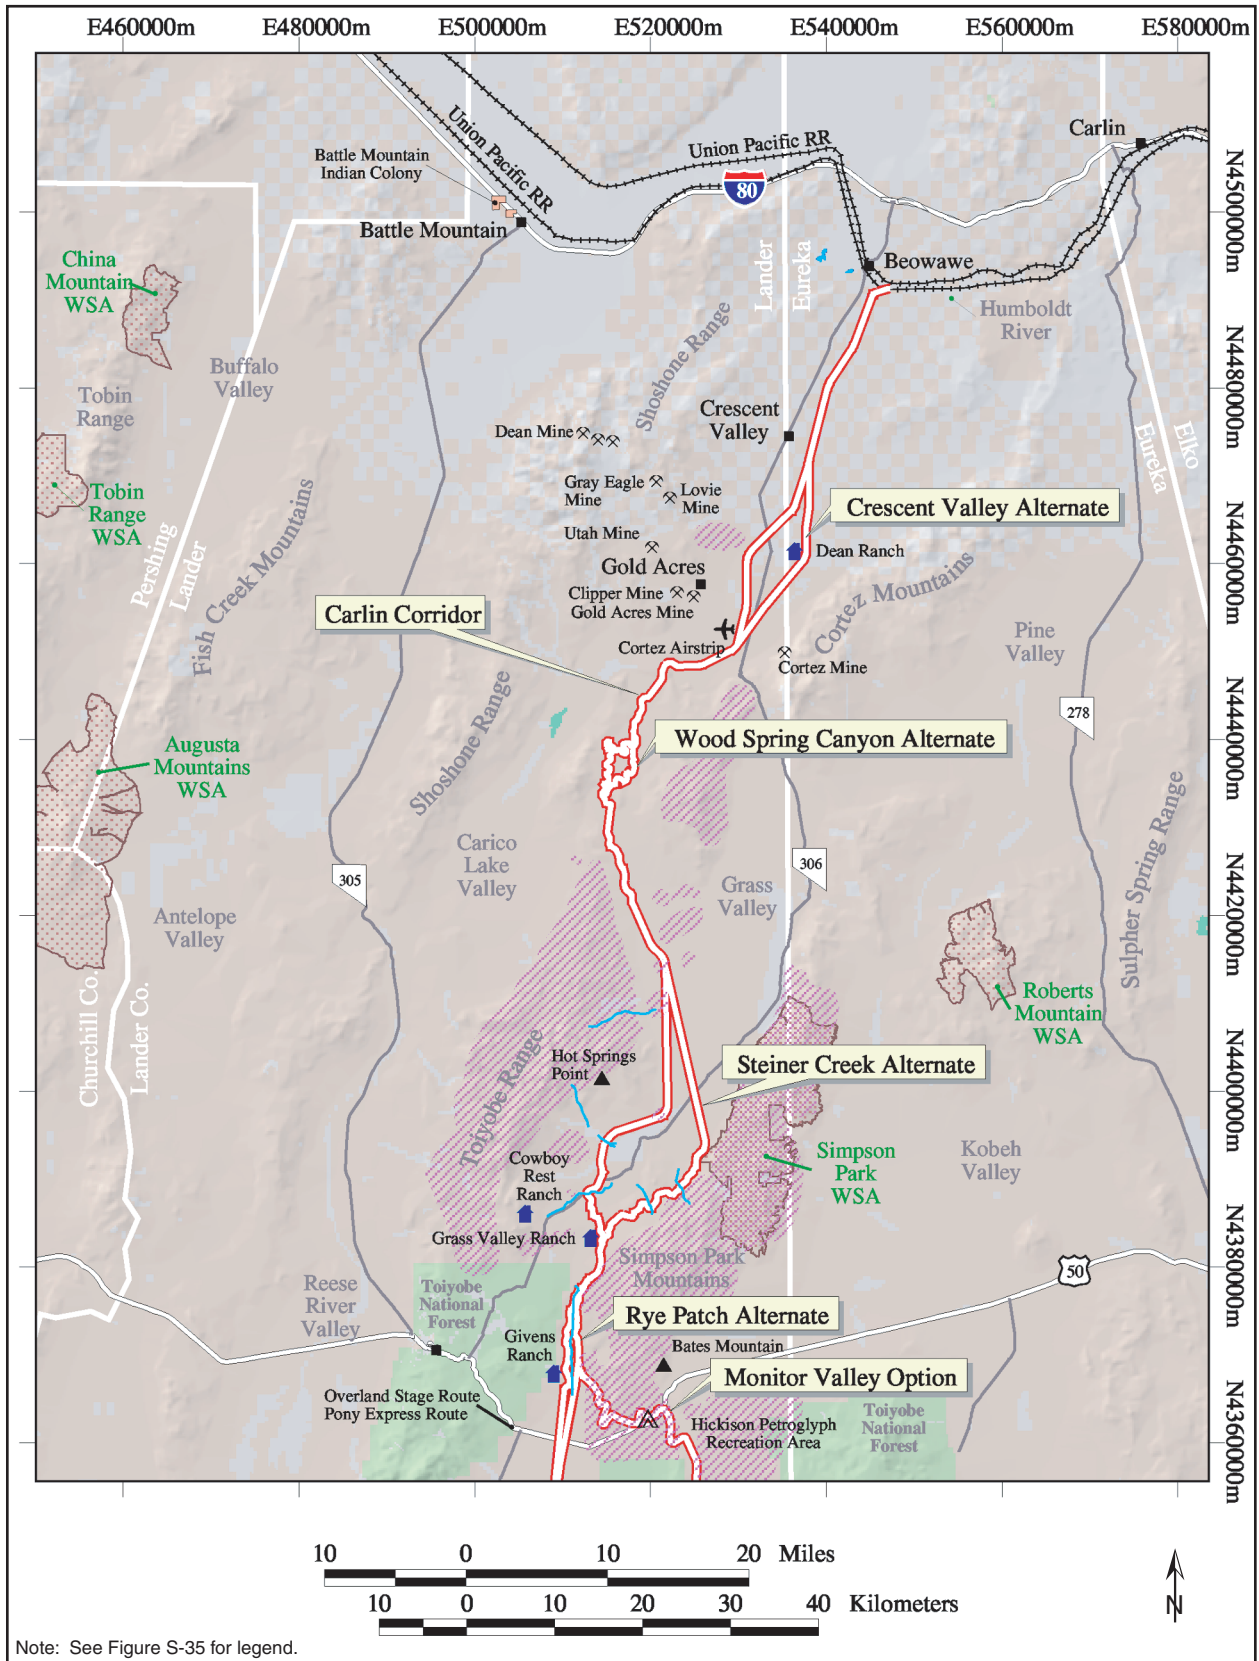 E460000m E480000m E500000m E520000m E540000m E560000m E580000m
N4500000m
N4480000m
N4460000m
N4440000m
N4420000m
N4400000m
N4380000m
N4360000m
Union Pacific RR
Union Pacific RR
Carlin
Battle Mountain
Indian Colony
80
Battle Mountain
Lander
Eureka
Beowawe
China
Mountain
WSA
Humboldt
River
Shoshone Range
Buffalo
Valley
Tobin
Range
Crescent
Valley
Dean Mine
Elko
Eureka
Gray Eagle
Mine
Lovie
Mine
Tobin
Range
WSA
Crescent Valley Alternate
Utah Mine
Dean Ranch
Pershing
Lander
Fish Creek Mountains
Gold Acres
Clipper Mine
Gold Acres Mine
Cortez Mountains
Carlin Corridor
Cortez Airstrip
Cortez Mine
Pine
Valley
278
Wood Spring Canyon Alternate
Augusta
Mountains
WSA
Shoshone Range
Sulpher Spring Range
Carico
Lake
Valley
305
306
Grass
Valley
Antelope
Valley
Churchill Co.
Lander Co.
Roberts
Mountain
WSA
Toiyobe Range
Hot Springs
Point
Steiner Creek Alternate
Cowboy
Rest
Ranch
Simpson
Park
WSA
Kobeh
Valley
Grass Valley Ranch
Simpson Park
Mountains
50
Reese
River
Valley
Toiyobe
National
Forest
Rye Patch Alternate
Givens
Ranch
Bates Mountain
Monitor Valley Option
Overland Stage Route
Pony Express Route
Hickison Petroglyph
Recreation Area
Toiyobe
National
Forest
10 0 10 20 Miles
10 0 10 20 30 40 Kilometers
N
Note: See Figure S-35 for legend.